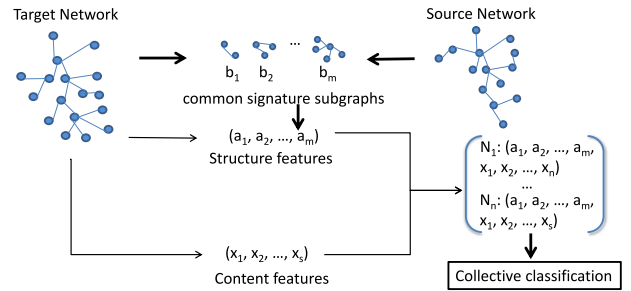 Target Network
Source Network
...
b1 b2 bm
common signature subgraphs
(a1, a2, ..., am)
Structure features
N1: (a1, a2, ..., am,
x1, x2, ..., xn)
...
Nn: (a1, a2, ..., am,
x1, x2, ..., xs)
(x1, x2, ..., xs)
Content features
Collective classification